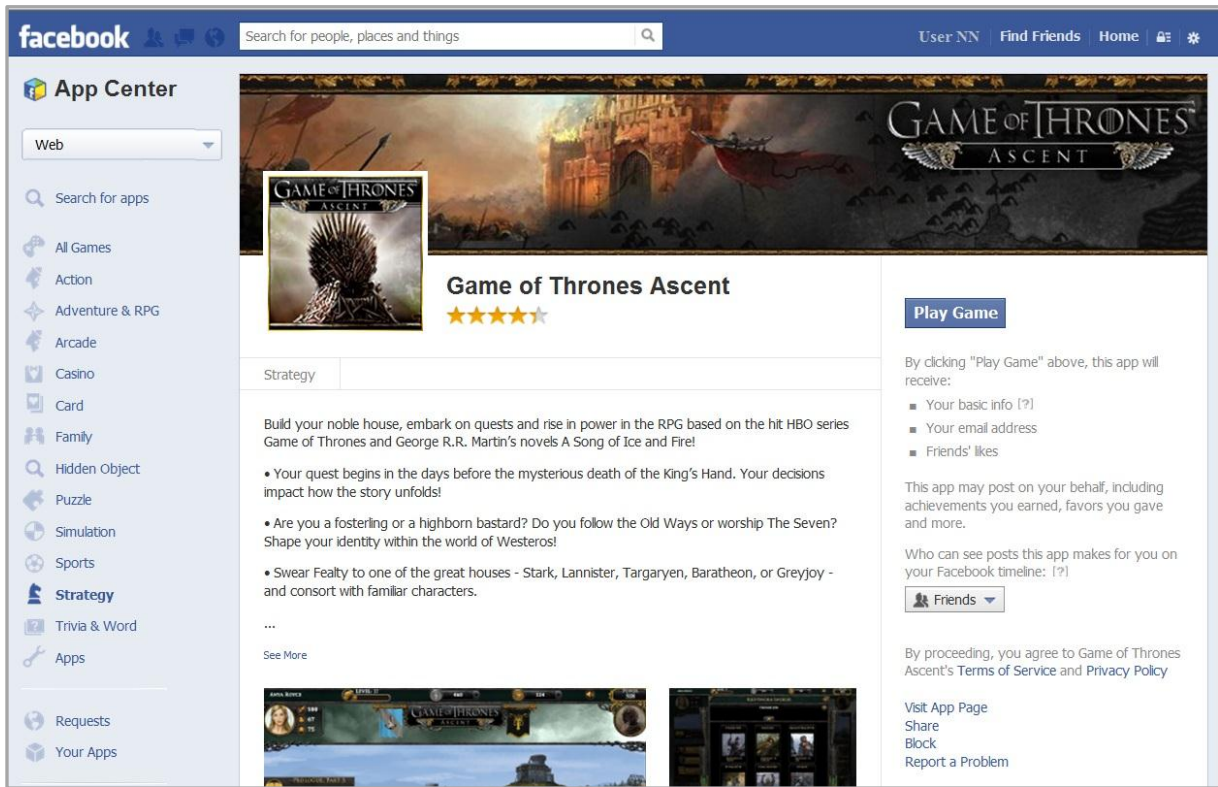 facebook
Search for people, places and things
User NN
Find Friends
Home
App Center
Web
Search for apps
All Games
Action
Adventure & RPG
Arcade
Casino
Card
Family
Hidden Object
Puzzle
Simulation
Sports
Strategy
Trivia & Word
Apps
Requests
Your Apps
GAME OF THRONES
ASCENT
GAME OF THRONES
ASCENT
Game of Thrones Ascent
Strategy
Build your noble house, embark on quests and rise in power in the RPG based on the hit HBO series
Game of Thrones and George R.R. Martin's novels A Song of Ice and Fire!
• Your quest begins in the days before the mysterious death of the King's Hand. Your decisions
impact how the story unfolds!
• Are you a fosterling or a highborn bastard? Do you follow the Old Ways or worship The Seven?
Shape your identity within the world of Westeros!
• Swear Fealty to one of the great houses - Stark, Lannister, Targaryen, Baratheon, or Greyjoy -
and consort with familiar characters.
...
See More
GAME OF THRONES
ASCENT
Play Game
By clicking "Play Game" above, this app will
receive:
Your basic info [?]
Your email address
Friends' likes
This app may post on your behalf, including
achievements you earned, favors you gave
and more.
Who can see posts this app makes for you on
your Facebook timeline: [?]
Friends
By proceeding, you agree to Game of Thrones
Ascent's Terms of Service and Privacy Policy
Visit App Page
Share
Block
Report a Problem